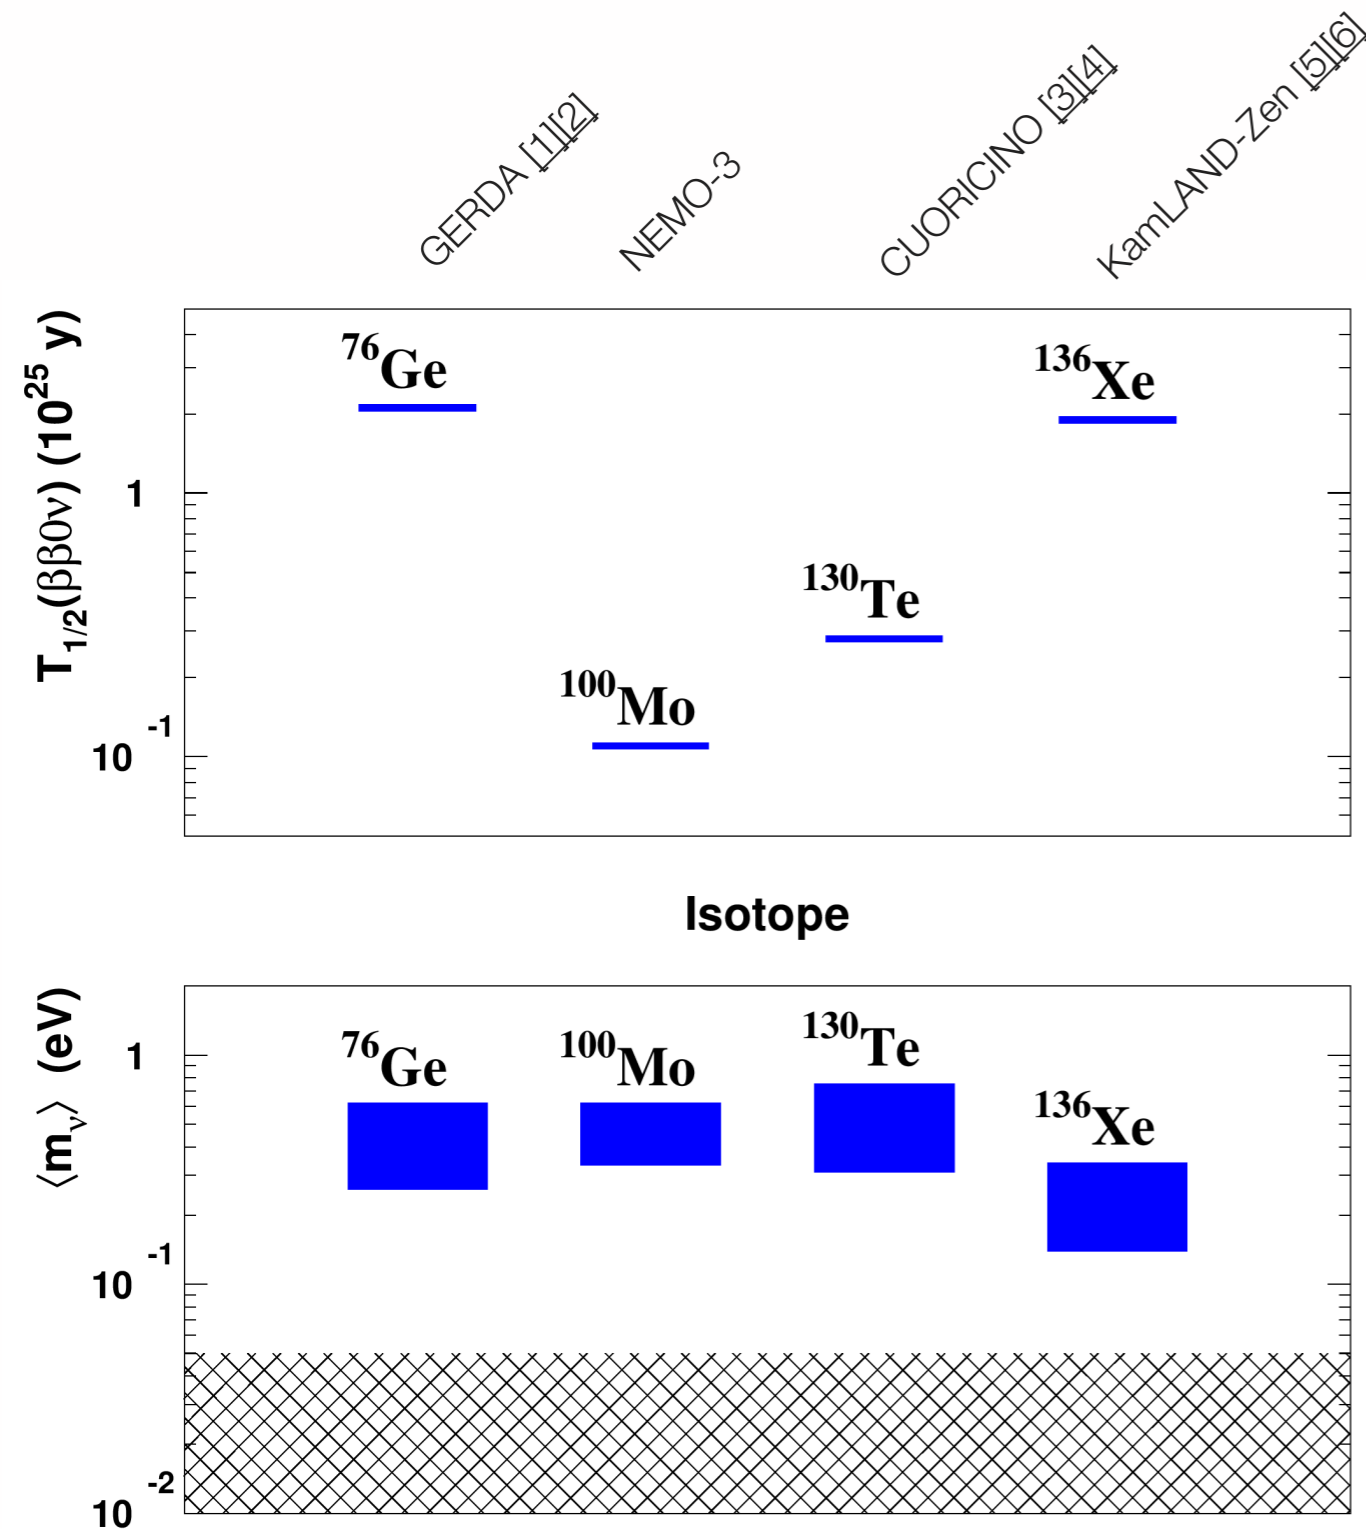 GERDA [1][2]
NEMO-3
CUORICINO [3][4]
KamLAND-Zen [5][6]
T1/2(ββ0ν) (10^25 y)
76Ge
136Xe
1
130Te
100Mo
10^-1
Isotope
⟨mν⟩ (eV)
76Ge
100Mo
130Te
136Xe
1
10^-1
10^-2